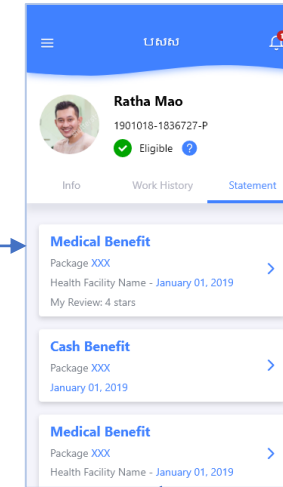 បសស
1
Ratha Mao
1901018-1836727-P
Eligible ?
Info Work History Statement
Medical Benefit
Package XXX
Health Facility Name - January 01, 2019
My Review: 4 stars
Cash Benefit
Package XXX
January 01, 2019
Medical Benefit
Package XXX
Health Facility Name - January 01, 2019